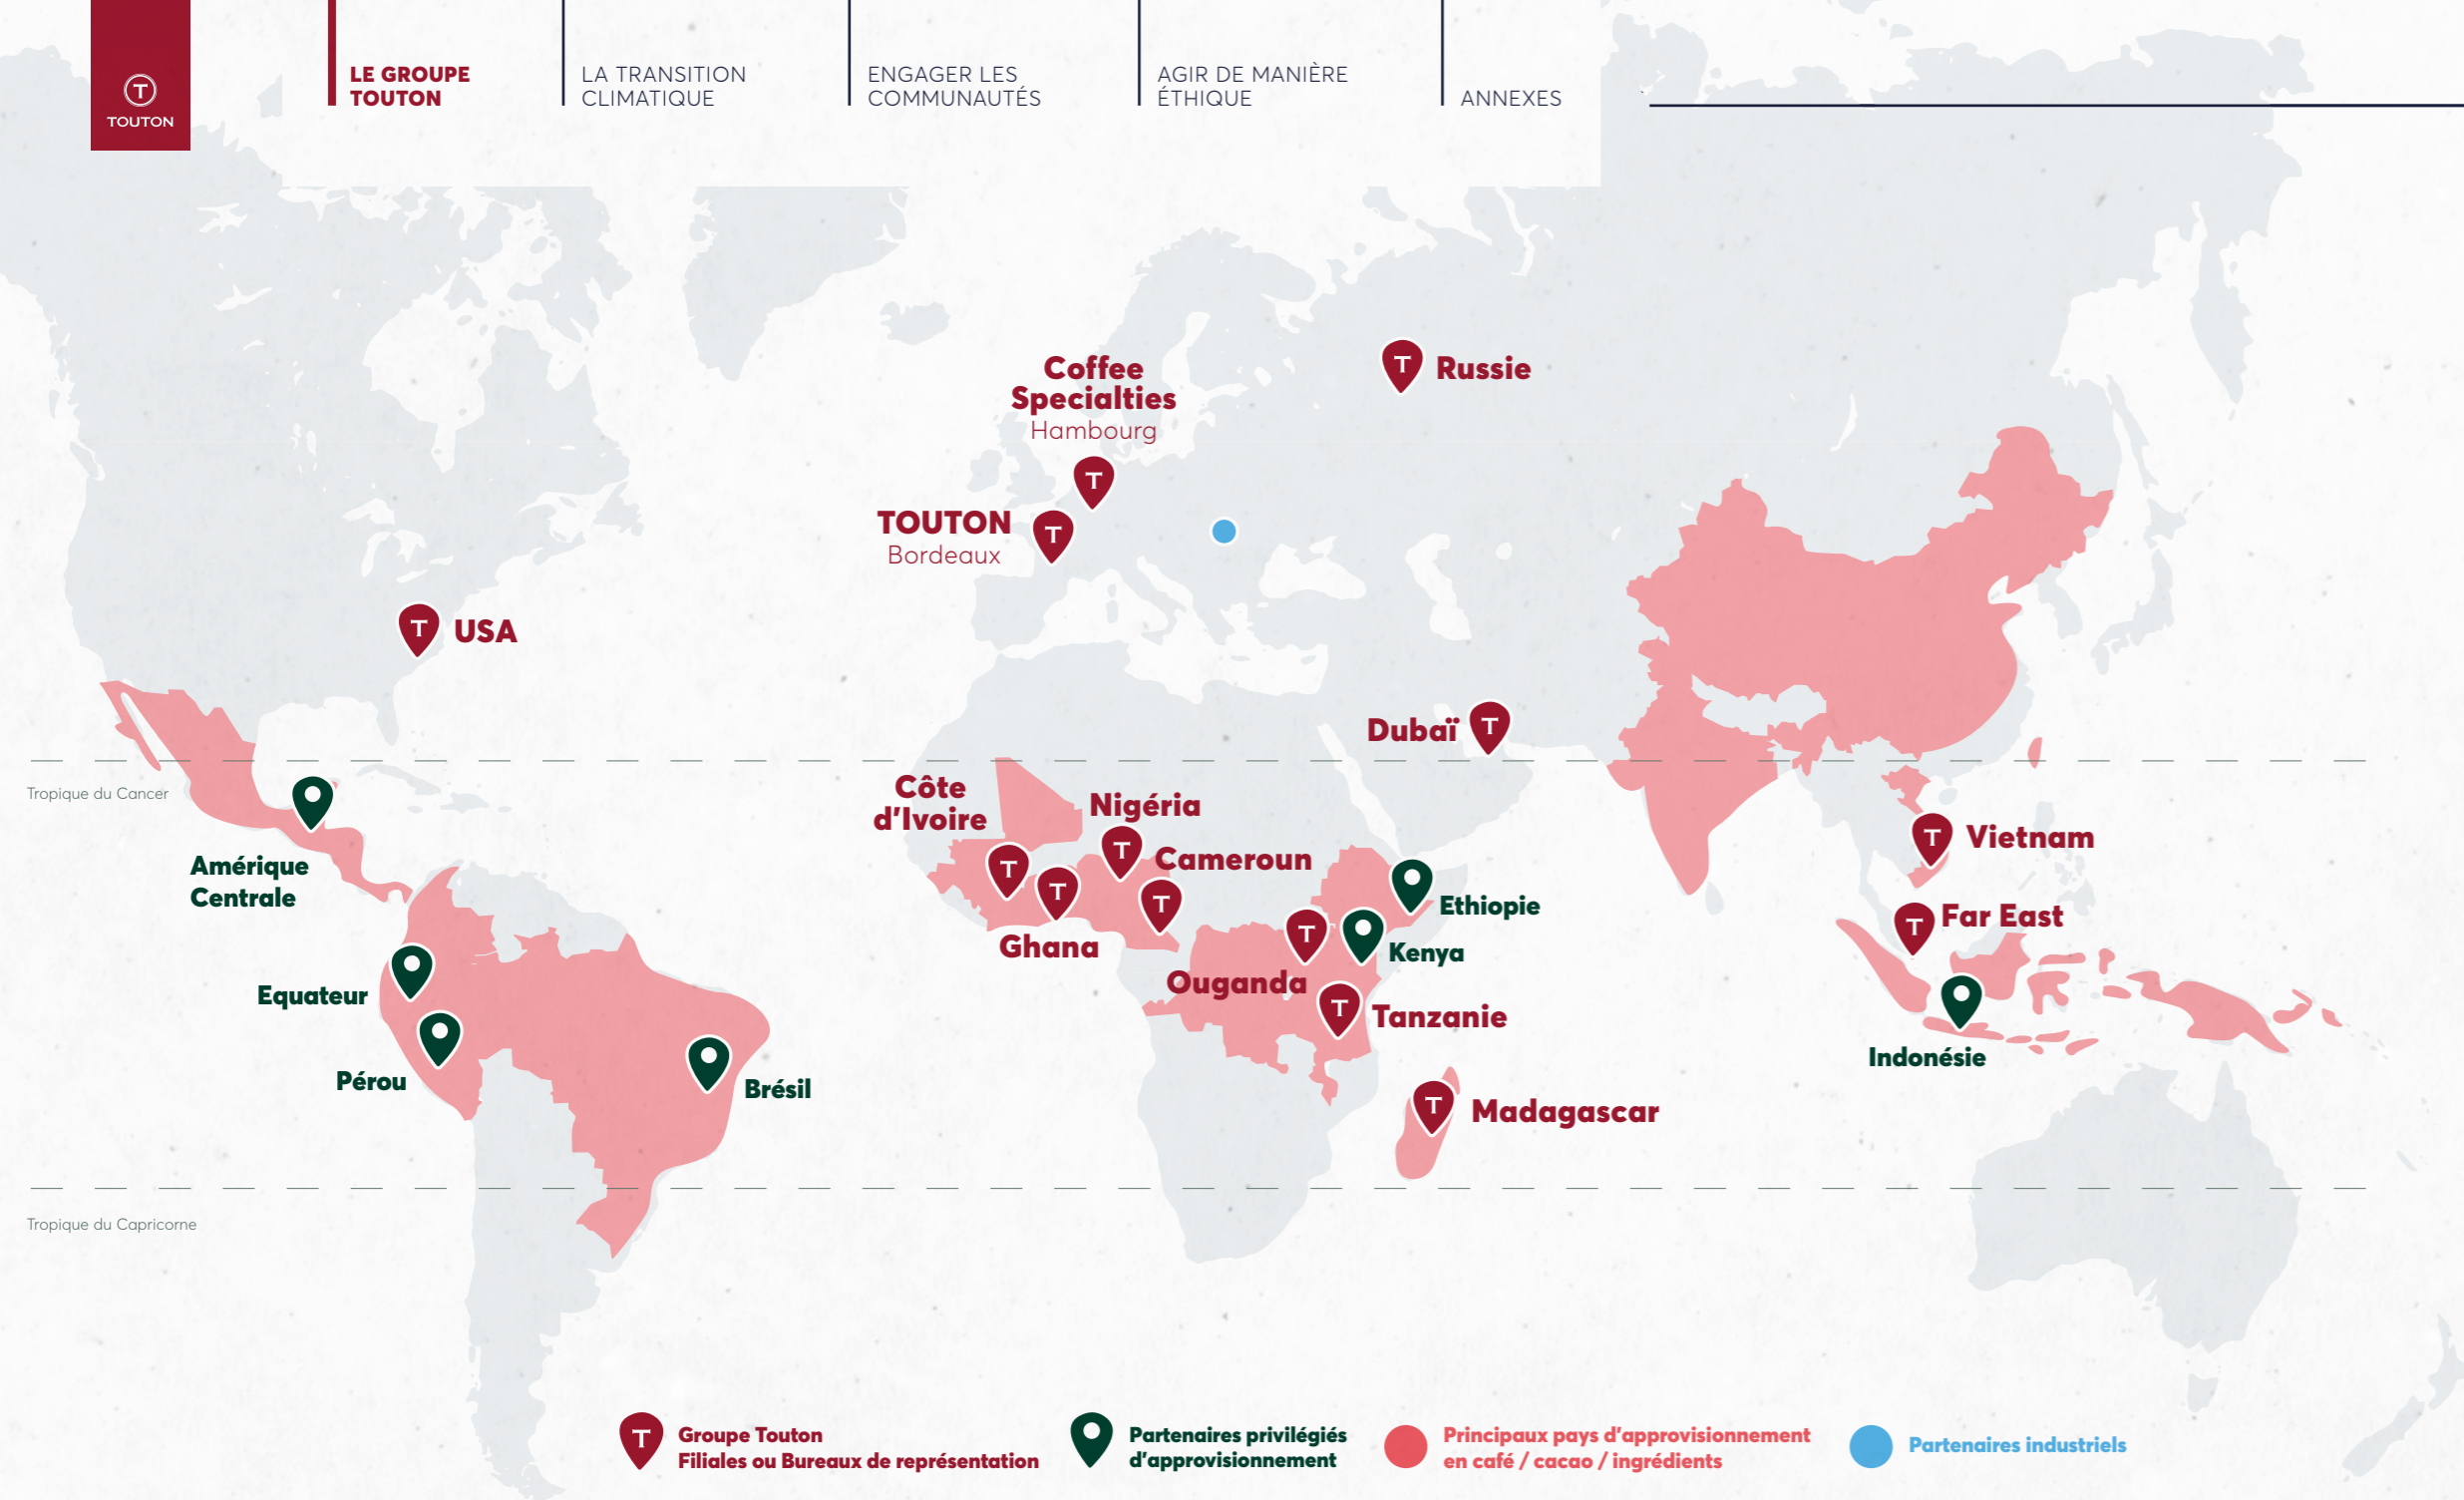 TOUTON
LE GROUPE
TOUTON
LA TRANSITION
CLIMATIQUE
ENGAGER LES
COMMUNAUTÉS
AGIR DE MANIÈRE
ÉTHIQUE
ANNEXES
Russie
Coffee
Specialties
Hambourg
TOUTON
Bordeaux
USA
Dubaï
Tropique du Cancer
Côte
d'Ivoire
Nigéria
Cameroun
Vietnam
Amérique
Centrale
Ethiopie
Far East
Ghana
Kenya
Equateur
Ouganda
Tanzanie
Indonésie
Pérou
Brésil
Madagascar
Tropique du Capricorne
Groupe Touton
Filiales ou Bureaux de représentation
Partenaires privilégiés
d'approvisionnement
Principaux pays d'approvisionnement
en café / cacao / ingrédients
Partenaires industriels